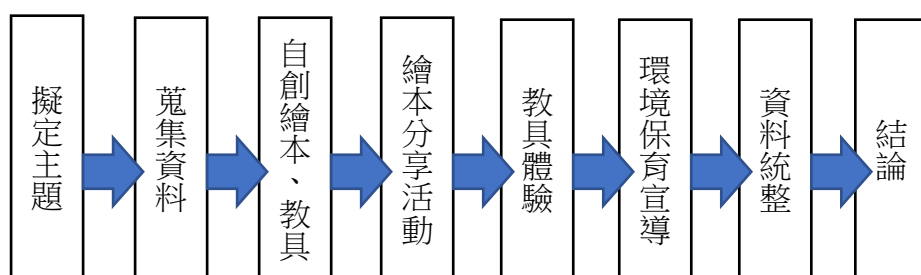 擬定主題
蒐集資料
自創繪本、教具
繪本分享活動
教具體驗
環境保育宣導
資料統整
結論